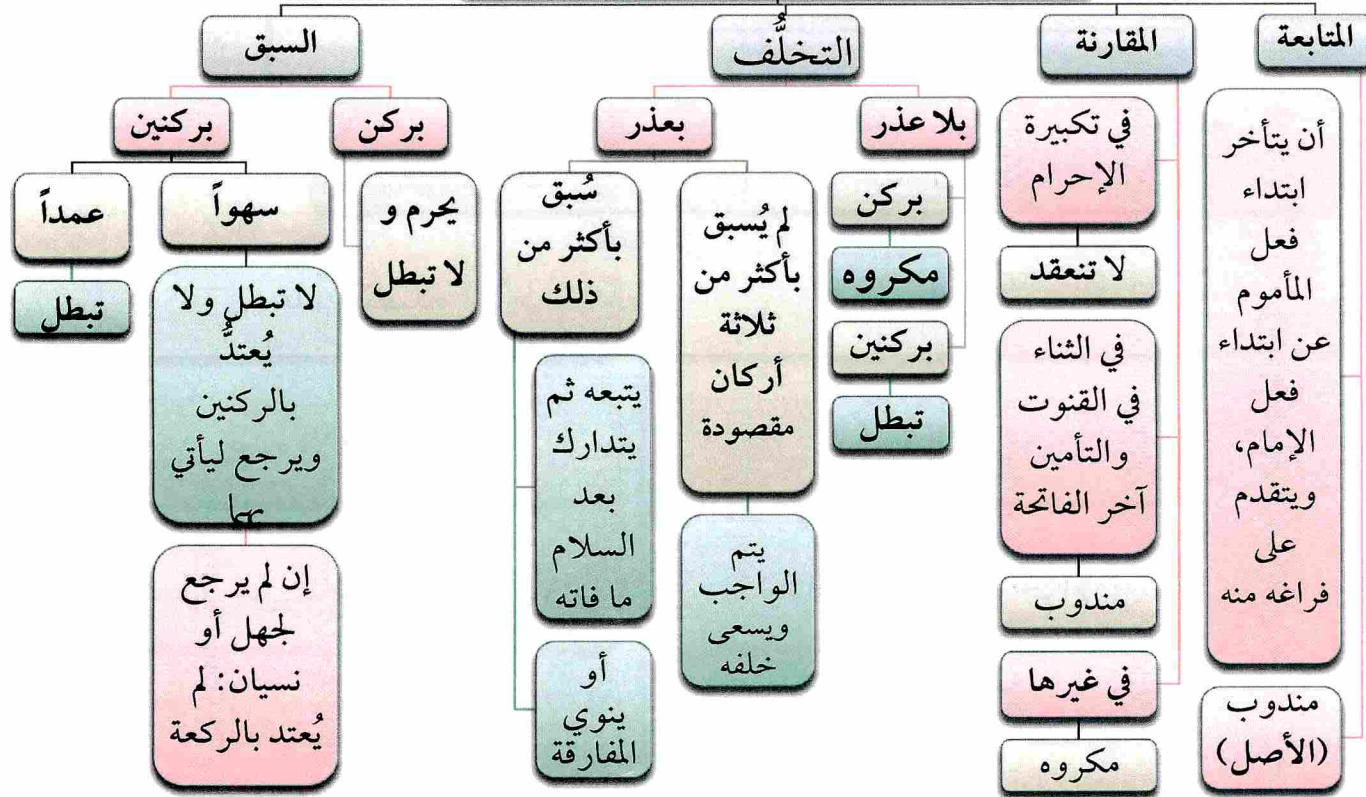 المتابعة
أن يتأخر
ابتداء
فعل
المأموم
عن ابتداء
فعل
الإمام،
ويتقدم
على
فراغه منه
مندوب
(الأصل)
المقارنة
في تكبيرة
الإحرام
لا تنعقد
في الثناء
في القنوت
والتأمين
آخر الفاتحة
مندوب
في غيرها
مكروه
التخلُّف
بلا عذر
بركن
مكروه
بركنين
تبطل
بعذر
لم يُسبق
بأكثر من
ثلاثة
أركان
مقصودة
يتم
الواجب
ويسعى
خلفه
سُبق
بأكثر من
ذلك
يتبعه ثم
يتدارك
بعد
السلام
ما فاته
أو
ينوي
المفارقة
السبق
بركن
يحرم و
لا تبطل
بركنين
سهواً
لا تبطل ولا
يُعتدُّ
بالركنين
ويرجع ليأتي
بهما
إن لم يرجع
لجهل أو
نسيان: لم
يُعتد بالركعة
عمداً
تبطل